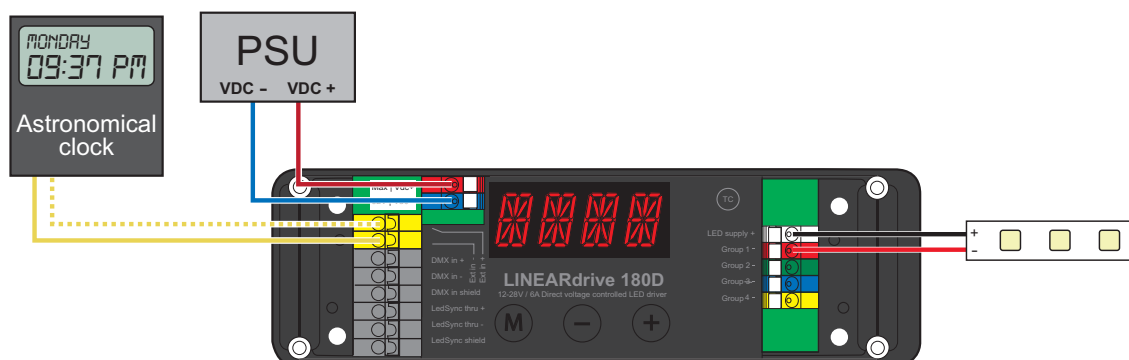 MONDAY
09:37 PM
Astronomical
clock
PSU
VDC - VDC +
Max | Vdc+
TC
LED supply +
Group 1 -
Group 2 -
Group 3 -
Group 4 -
Ext in -
Ext in +
DMX in +
DMX in -
DMX in shield
LedSync thru +
LedSync thru -
LedSync shield
LINEARdrive 180D
12-28V / 6A Direct voltage controlled LED driver
M - +
+
-